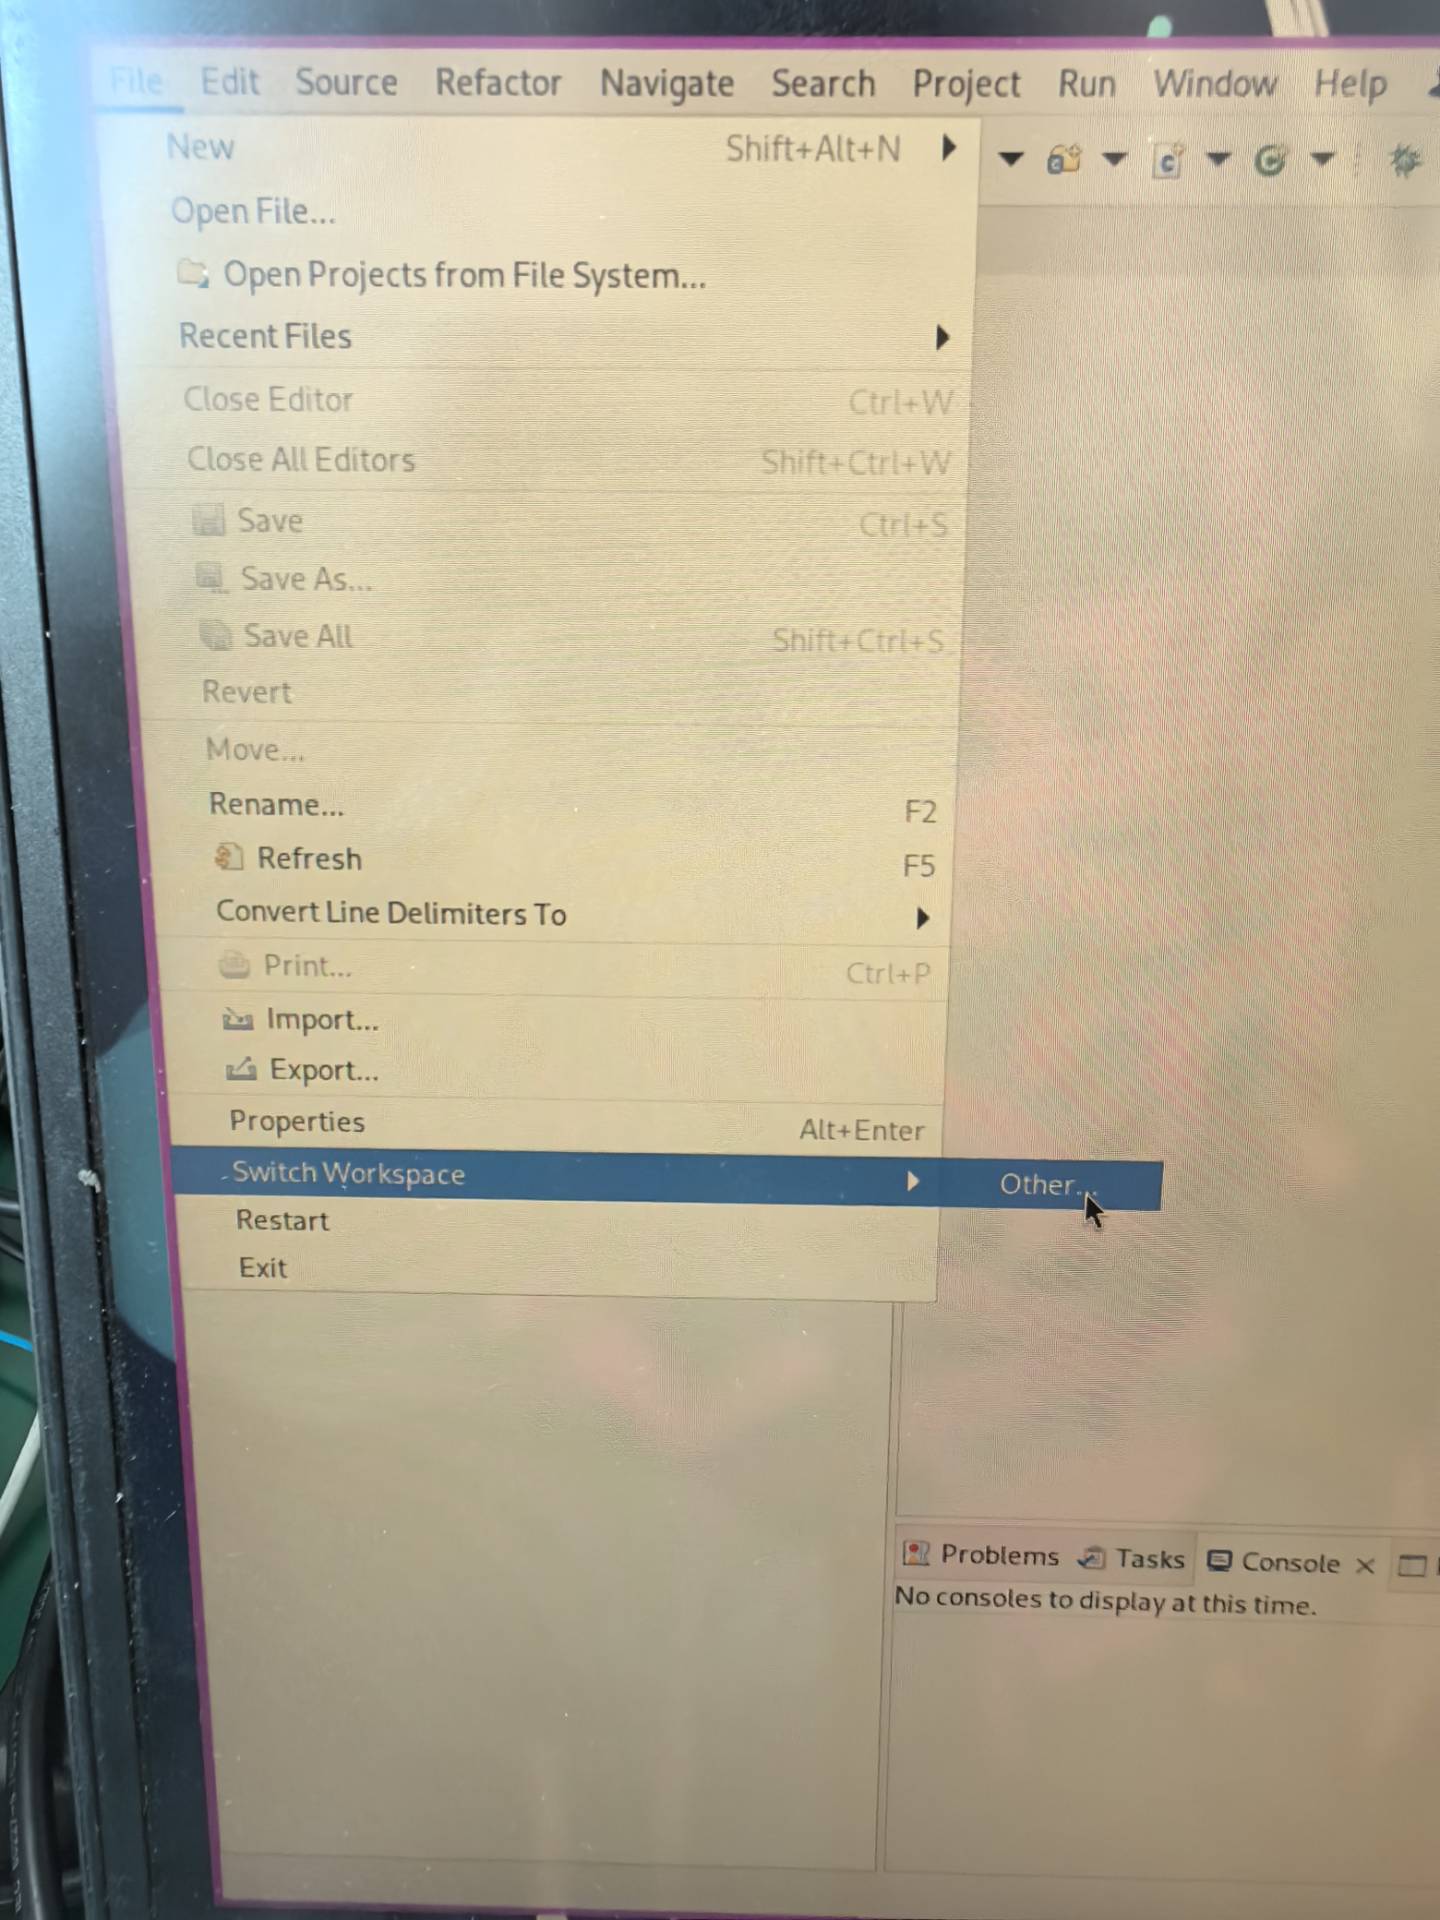 File Edit Source Refactor Navigate Search Project Run Window Help
New Shift+Alt+N
Open File...
Open Projects from File System...
Recent Files
Close Editor Ctrl+W
Close All Editors Shift+Ctrl+W
Save Ctrl+S
Save As...
Save All Shift+Ctrl+S
Revert
Move...
Rename... F2
Refresh F5
Convert Line Delimiters To
Print... Ctrl+P
Import...
Export...
Properties Alt+Enter
Switch Workspace Other...
Restart
Exit
Problems Tasks Console
No consoles to display at this time.